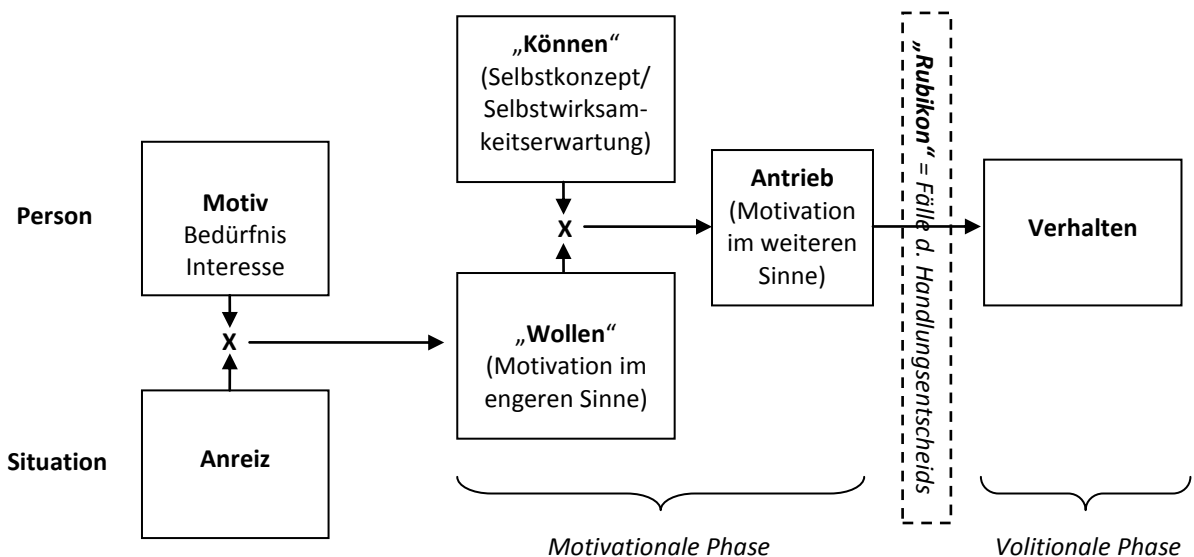 Person
Situation
Motiv
Bedürfnis
Interesse
X
Anreiz
„Können“
(Selbstkonzept/
Selbstwirksam-
keitserwartung)
X
„Wollen“
(Motivation im
engeren Sinne)
Antrieb
(Motivation
im weiteren
Sinne)
„Rubikon“ = Fälle d. Handlungsentscheids
Verhalten
Motivationale Phase
Volitionale Phase